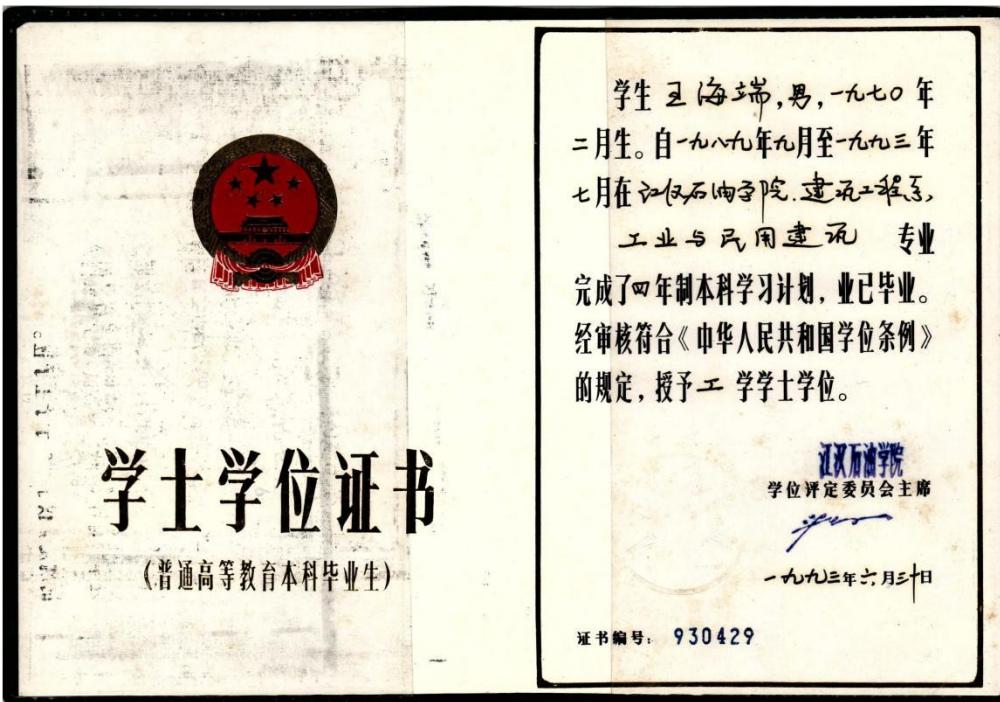 学士学位证书
(普通高等教育本科毕业生)
学生王海端,男,一九七〇年
二月生。自一九八九年九月至一九九三年
七月在江汉石油学院.建筑工程系,
工业与民用建筑 专业
完成了四年制本科学习计划,业已毕业。
经审核符合《中华人民共和国学位条例》
的规定,授予工学学士学位。
江汉石油学院
学位评定委员会主席
一九九三年六月三十日
证书编号: 930429